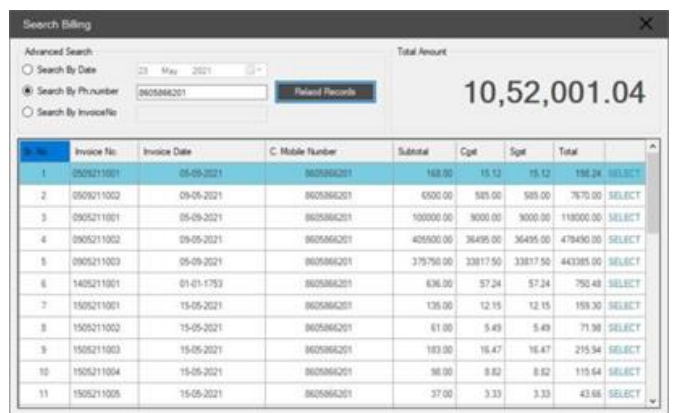 Search Billing
Advanced Search
Total Amount
Search By Date
23 May 2021
Search By Ph.number
8605866201
Relaod Records
Search By InvoiceNo
10,52,001.04
Sr. No. Invoice No. Invoice Date C. Mobile Number Subtotal Cgst Sgst Total
1 0509211001 05-09-2021 8605866201 168.00 15.12 15.12 198.24 SELECT
2 0509211002 09-05-2021 8605866201 6500.00 585.00 585.00 7670.00 SELECT
3 0905211001 05-09-2021 8605866201 100000.00 9000.00 9000.00 118000.00 SELECT
4 0905211002 09-05-2021 8605866201 405500.00 36495.00 36495.00 478490.00 SELECT
5 0905211003 05-09-2021 8605866201 375750.00 33817.50 33817.50 443385.00 SELECT
6 1405211001 01-01-1753 8605866201 636.00 57.24 57.24 750.48 SELECT
7 1505211001 15-05-2021 8605866201 135.00 12.15 12.15 159.30 SELECT
8 1505211002 15-05-2021 8605866201 61.00 5.49 5.49 71.98 SELECT
9 1505211003 15-05-2021 8605866201 183.00 16.47 16.47 215.94 SELECT
10 1505211004 15-05-2021 8605866201 98.00 8.82 8.82 115.64 SELECT
11 1505211005 15-05-2021 8605866201 37.00 3.33 3.33 43.66 SELECT